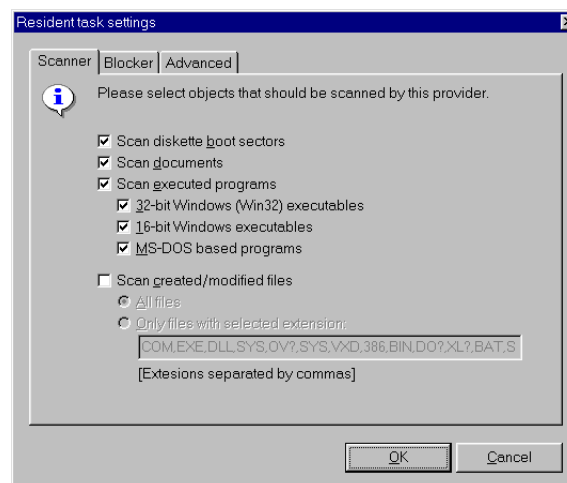 Resident task settings
Scanner Blocker Advanced
Please select objects that should be scanned by this provider.
Scan diskette boot sectors
Scan documents
Scan executed programs
32-bit Windows (Win32) executables
16-bit Windows executables
MS-DOS based programs
Scan created/modified files
All files
Only files with selected extension:
COM,EXE,DLL,SYS,OV?,SYS,VXD,386,BIN,DO?,XL?,BAT,S
[Extesions separated by commas]
OK Cancel